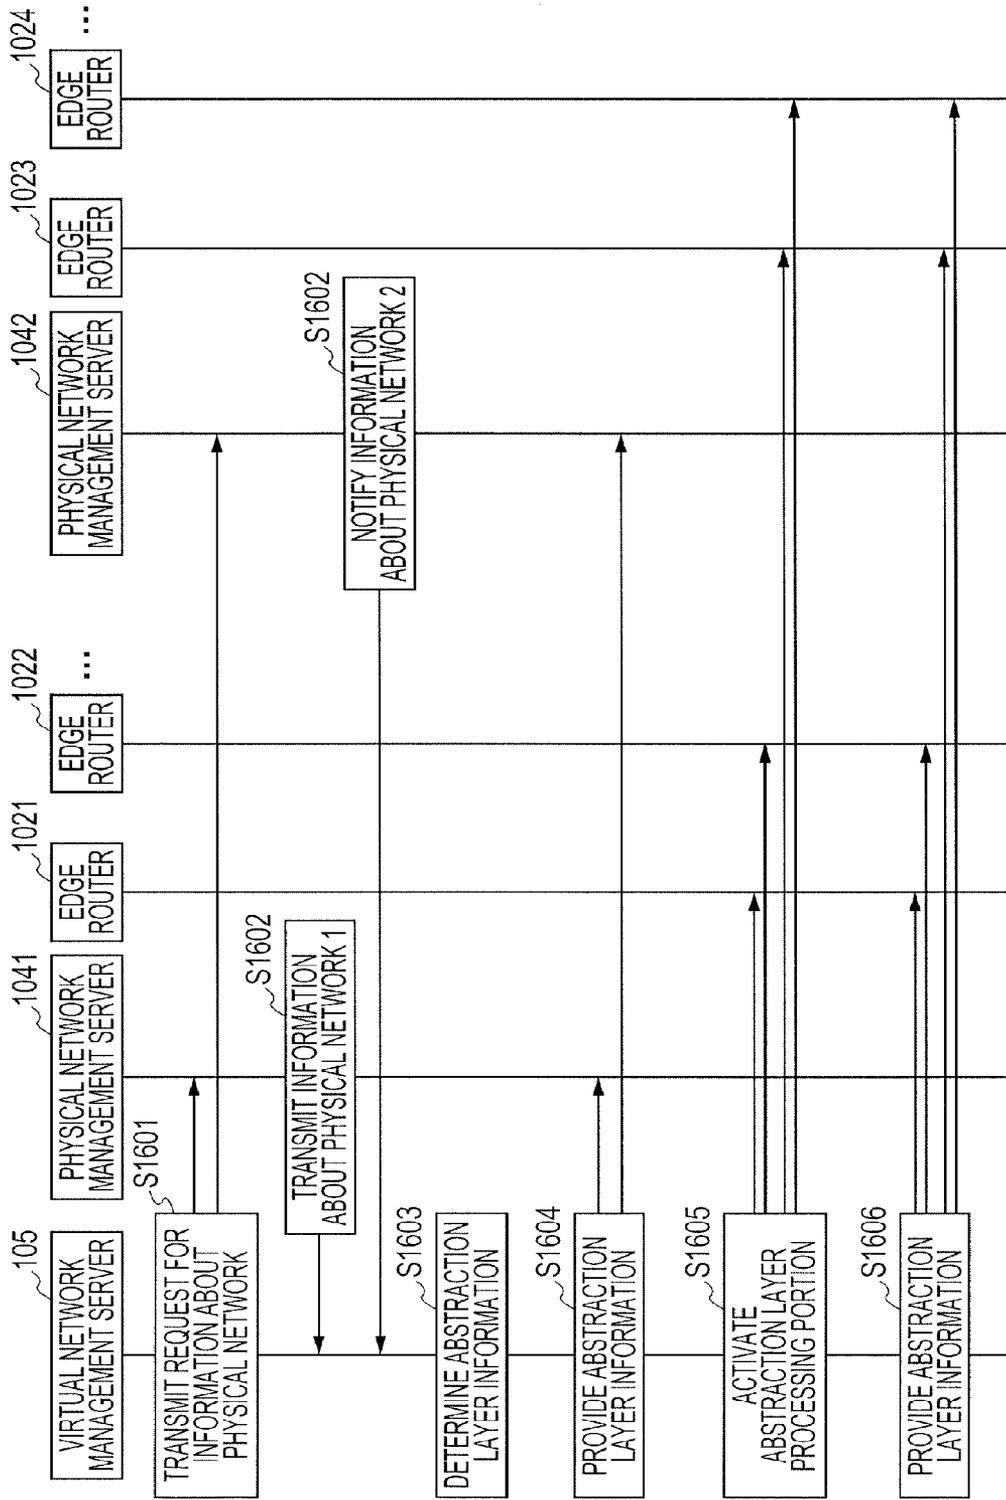 105
VIRTUAL NETWORK
MANAGEMENT SERVER
1041
PHYSICAL NETWORK
MANAGEMENT SERVER
1021
EDGE
ROUTER
1022
EDGE
ROUTER
...
1042
PHYSICAL NETWORK
MANAGEMENT SERVER
1023
EDGE
ROUTER
1024
EDGE
ROUTER
...
S1601
TRANSMIT REQUEST FOR
INFORMATION ABOUT
PHYSICAL NETWORK
S1602
TRANSMIT INFORMATION
ABOUT PHYSICAL NETWORK 1
S1602
NOTIFY INFORMATION
ABOUT PHYSICAL NETWORK 2
S1603
DETERMINE ABSTRACTION
LAYER INFORMATION
S1604
PROVIDE ABSTRACTION
LAYER INFORMATION
S1605
ACTIVATE
ABSTRACTION LAYER
PROCESSING PORTION
S1606
PROVIDE ABSTRACTION
LAYER INFORMATION